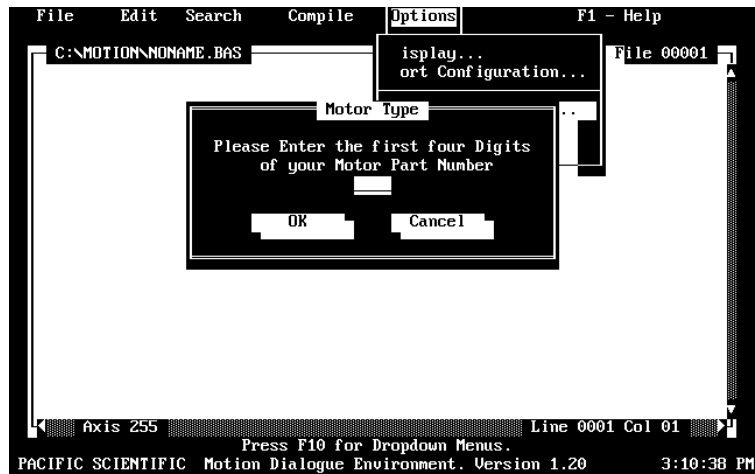 File Edit Search Compile Options F1 - Help
C:\MOTION\NONAME.BAS File 00001
isplay...
ort Configuration...
Motor Type ..
Please Enter the first four Digits
of your Motor Part Number
OK Cancel
Axis 255 Line 0001 Col 01
Press F10 for Dropdown Menus.
PACIFIC SCIENTIFIC Motion Dialogue Environment. Version 1.20 3:10:38 PM